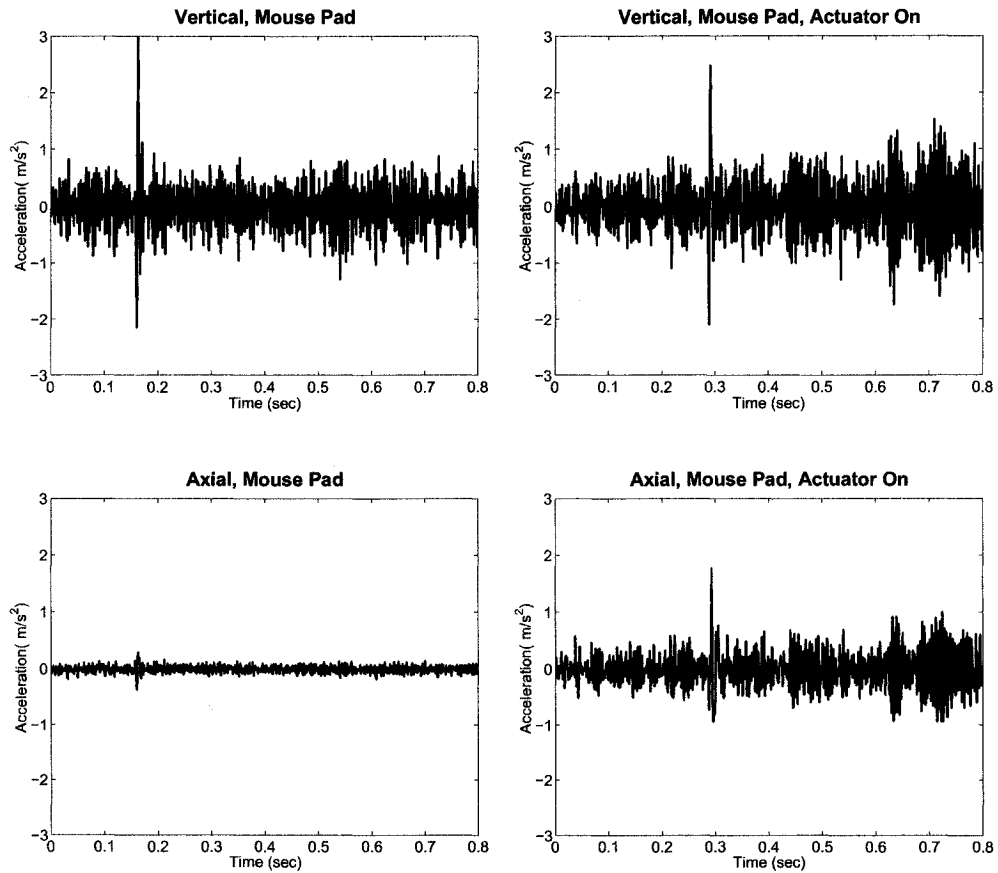 Vertical, Mouse Pad
3
2
1
0
−1
−2
−3
Acceleration( m/s²)
0 0.1 0.2 0.3 0.4 0.5 0.6 0.7 0.8
Time (sec)
Vertical, Mouse Pad, Actuator On
3
2
1
0
−1
−2
−3
Acceleration( m/s²)
0 0.1 0.2 0.3 0.4 0.5 0.6 0.7 0.8
Time (sec)
Axial, Mouse Pad
3
2
1
0
−1
−2
−3
Acceleration( m/s²)
0 0.1 0.2 0.3 0.4 0.5 0.6 0.7 0.8
Time (sec)
Axial, Mouse Pad, Actuator On
3
2
1
0
−1
−2
−3
Acceleration( m/s²)
0 0.1 0.2 0.3 0.4 0.5 0.6 0.7 0.8
Time (sec)